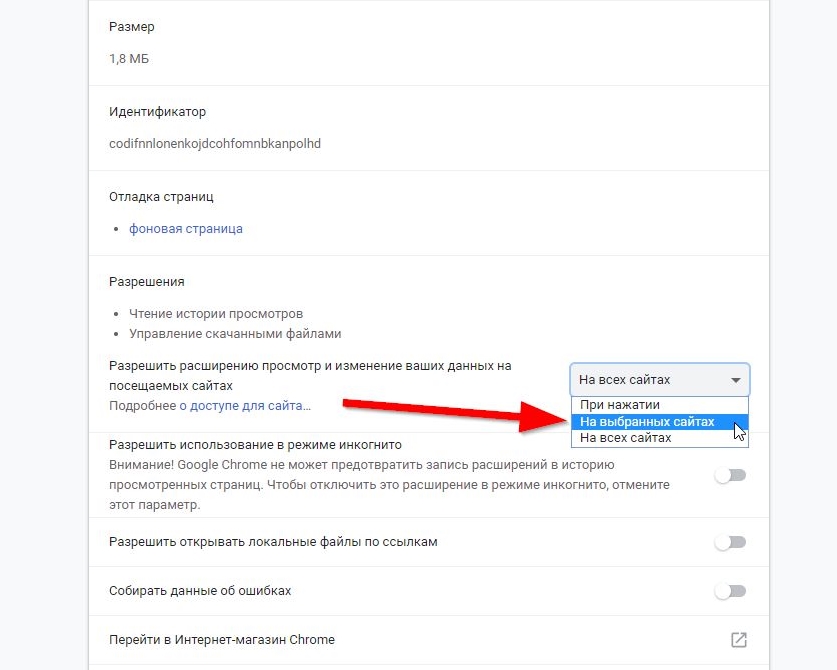 Размер
1,8 МБ
Идентификатор
codifnnlonenkojdcohfomnbkanpolhd
Отладка страниц
фоновая страница
Разрешения
Чтение истории просмотров
Управление скачанными файлами
Разрешить расширению просмотр и изменение ваших данных на
посещаемых сайтах
Подробнее о доступе для сайта…
На всех сайтах
При нажатии
На выбранных сайтах
На всех сайтах
Разрешить использование в режиме инкогнито
Внимание! Google Chrome не может предотвратить запись расширений в историю
просмотренных страниц. Чтобы отключить это расширение в режиме инкогнито, отмените
этот параметр.
Разрешить открывать локальные файлы по ссылкам
Собирать данные об ошибках
Перейти в Интернет-магазин Chrome